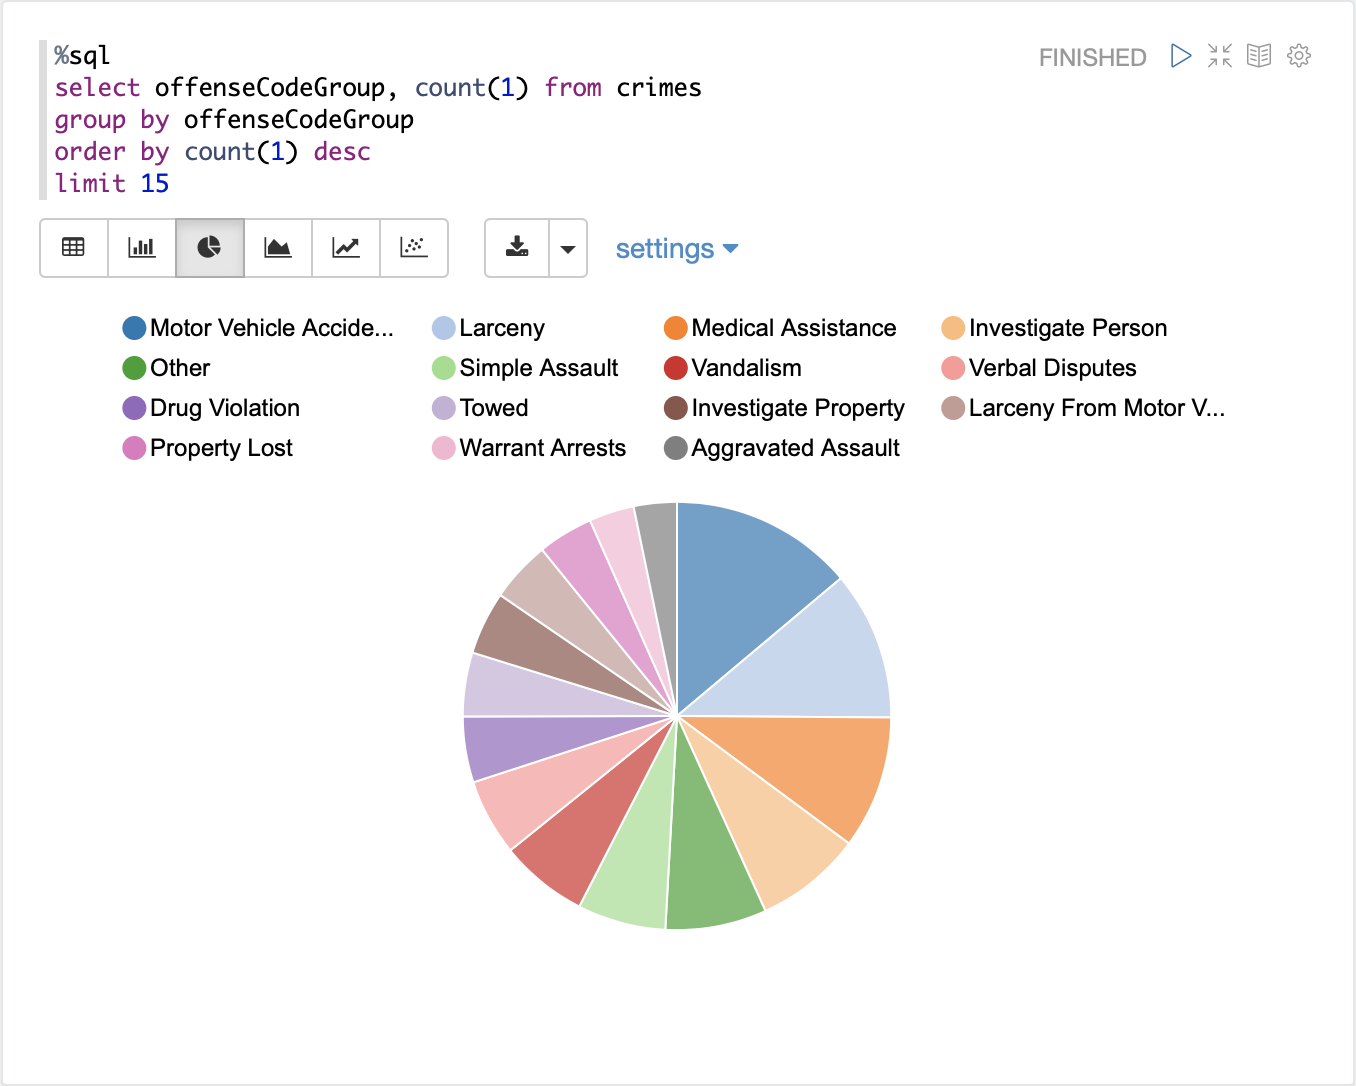 %sql
FINISHED
select offenseCodeGroup, count(1) from crimes
group by offenseCodeGroup
order by count(1) desc
limit 15
settings
Motor Vehicle Accide... Larceny Medical Assistance Investigate Person
Other Simple Assault Vandalism Verbal Disputes
Drug Violation Towed Investigate Property Larceny From Motor V...
Property Lost Warrant Arrests Aggravated Assault